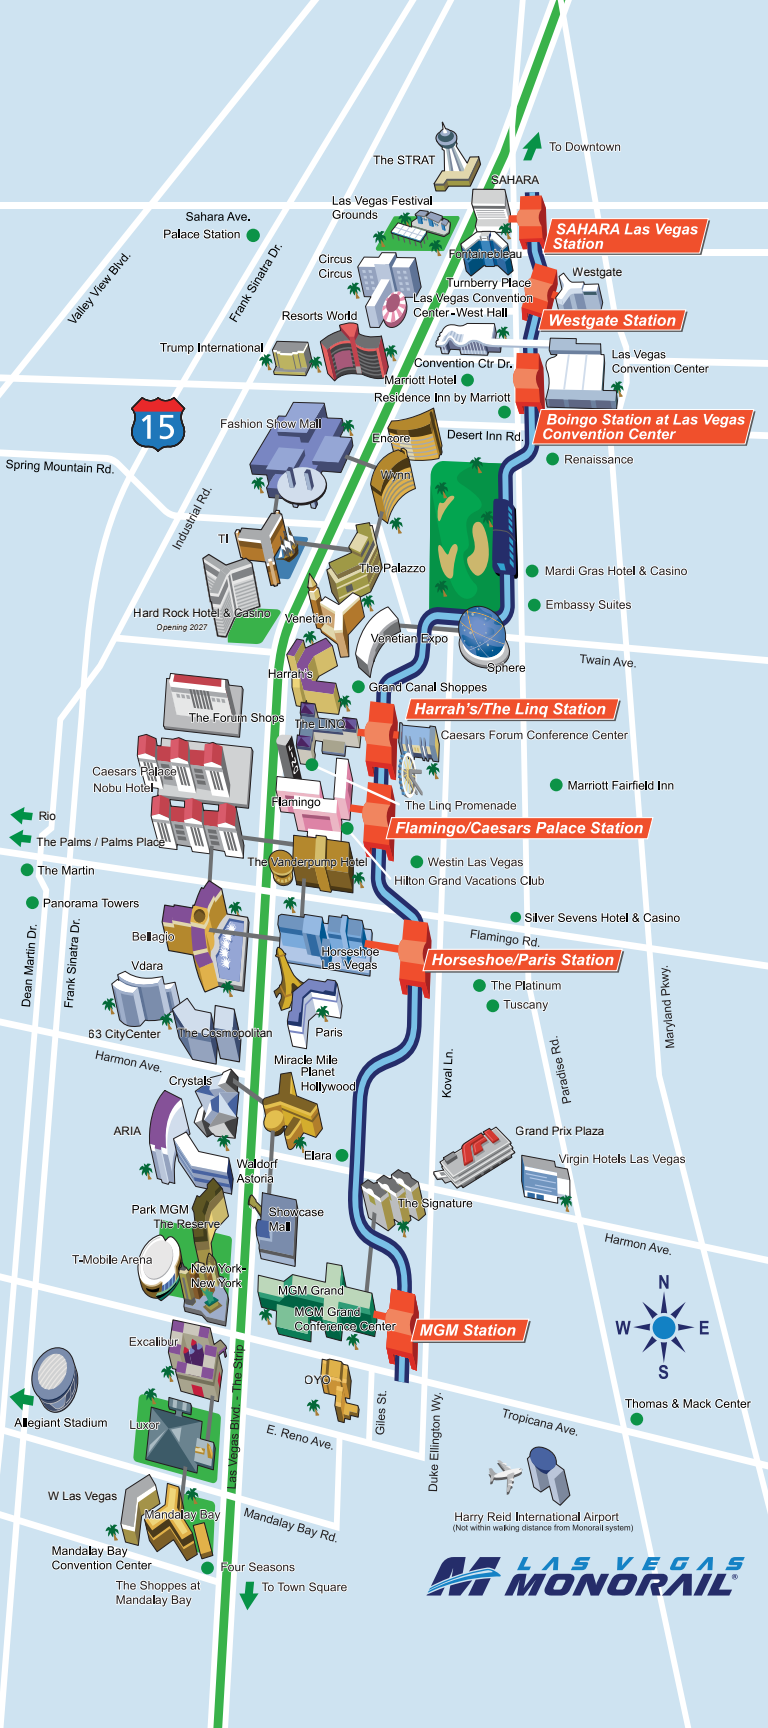 To Downtown
The STRAT
SAHARA
Las Vegas Festival
Grounds
Sahara Ave.
Palace Station
SAHARA Las Vegas
Station
Valley View Blvd.
Frank Sinatra Dr.
Fontainebleau
Circus
Circus
Turnberry Place
Westgate
Las Vegas Convention
Center - West Hall
Resorts World
Westgate Station
Trump International
Convention Ctr Dr.
Las Vegas
Convention Center
Marriott Hotel
Residence Inn by Marriott
15
Fashion Show Mall
Encore
Desert Inn Rd.
Boingo Station at Las Vegas
Convention Center
Spring Mountain Rd.
Wynn
Renaissance
Industrial Rd.
TI
The Palazzo
Mardi Gras Hotel & Casino
Hard Rock Hotel & Casino
Opening 2027
Venetian
Embassy Suites
Venetian Expo
Sphere
Twain Ave.
Harrah's
Grand Canal Shoppes
Harrah's/The Linq Station
The Forum Shops
The LINQ
Caesars Forum Conference Center
Caesars Palace
Nobu Hotel
Marriott Fairfield Inn
Flamingo
The Linq Promenade
Rio
Flamingo/Caesars Palace Station
The Palms / Palms Place
The Vanderpump Hotel
Westin Las Vegas
The Martin
Hilton Grand Vacations Club
Panorama Towers
Silver Sevens Hotel & Casino
Bellagio
Flamingo Rd.
Dean Martin Dr.
Frank Sinatra Dr.
Horseshoe
Las Vegas
Horseshoe/Paris Station
Vdara
The Platinum
Tuscany
Maryland Pkwy.
63 CityCenter
The Cosmopolitan
Paris
Harmon Ave.
Miracle Mile
Planet
Hollywood
Koval Ln.
Paradise Rd.
Crystals
ARIA
Elara
Grand Prix Plaza
Waldorf
Astoria
Virgin Hotels Las Vegas
Park MGM
The Reserve
Showcase
Mall
The Signature
Harmon Ave.
T-Mobile Arena
New York-
New York
MGM Grand
MGM Grand
Conference Center
MGM Station
N
W
E
S
Excalibur
OYO
Las Vegas Blvd. - The Strip
Giles St.
Duke Ellington Wy.
Tropicana Ave.
Thomas & Mack Center
Allegiant Stadium
Luxor
E. Reno Ave.
W Las Vegas
Mandalay Bay
Mandalay Bay Rd.
Harry Reid International Airport
(Not within walking distance from Monorail system)
Mandalay Bay
Convention Center
Four Seasons
The Shoppes at
Mandalay Bay
To Town Square
LAS VEGAS
MONORAIL®